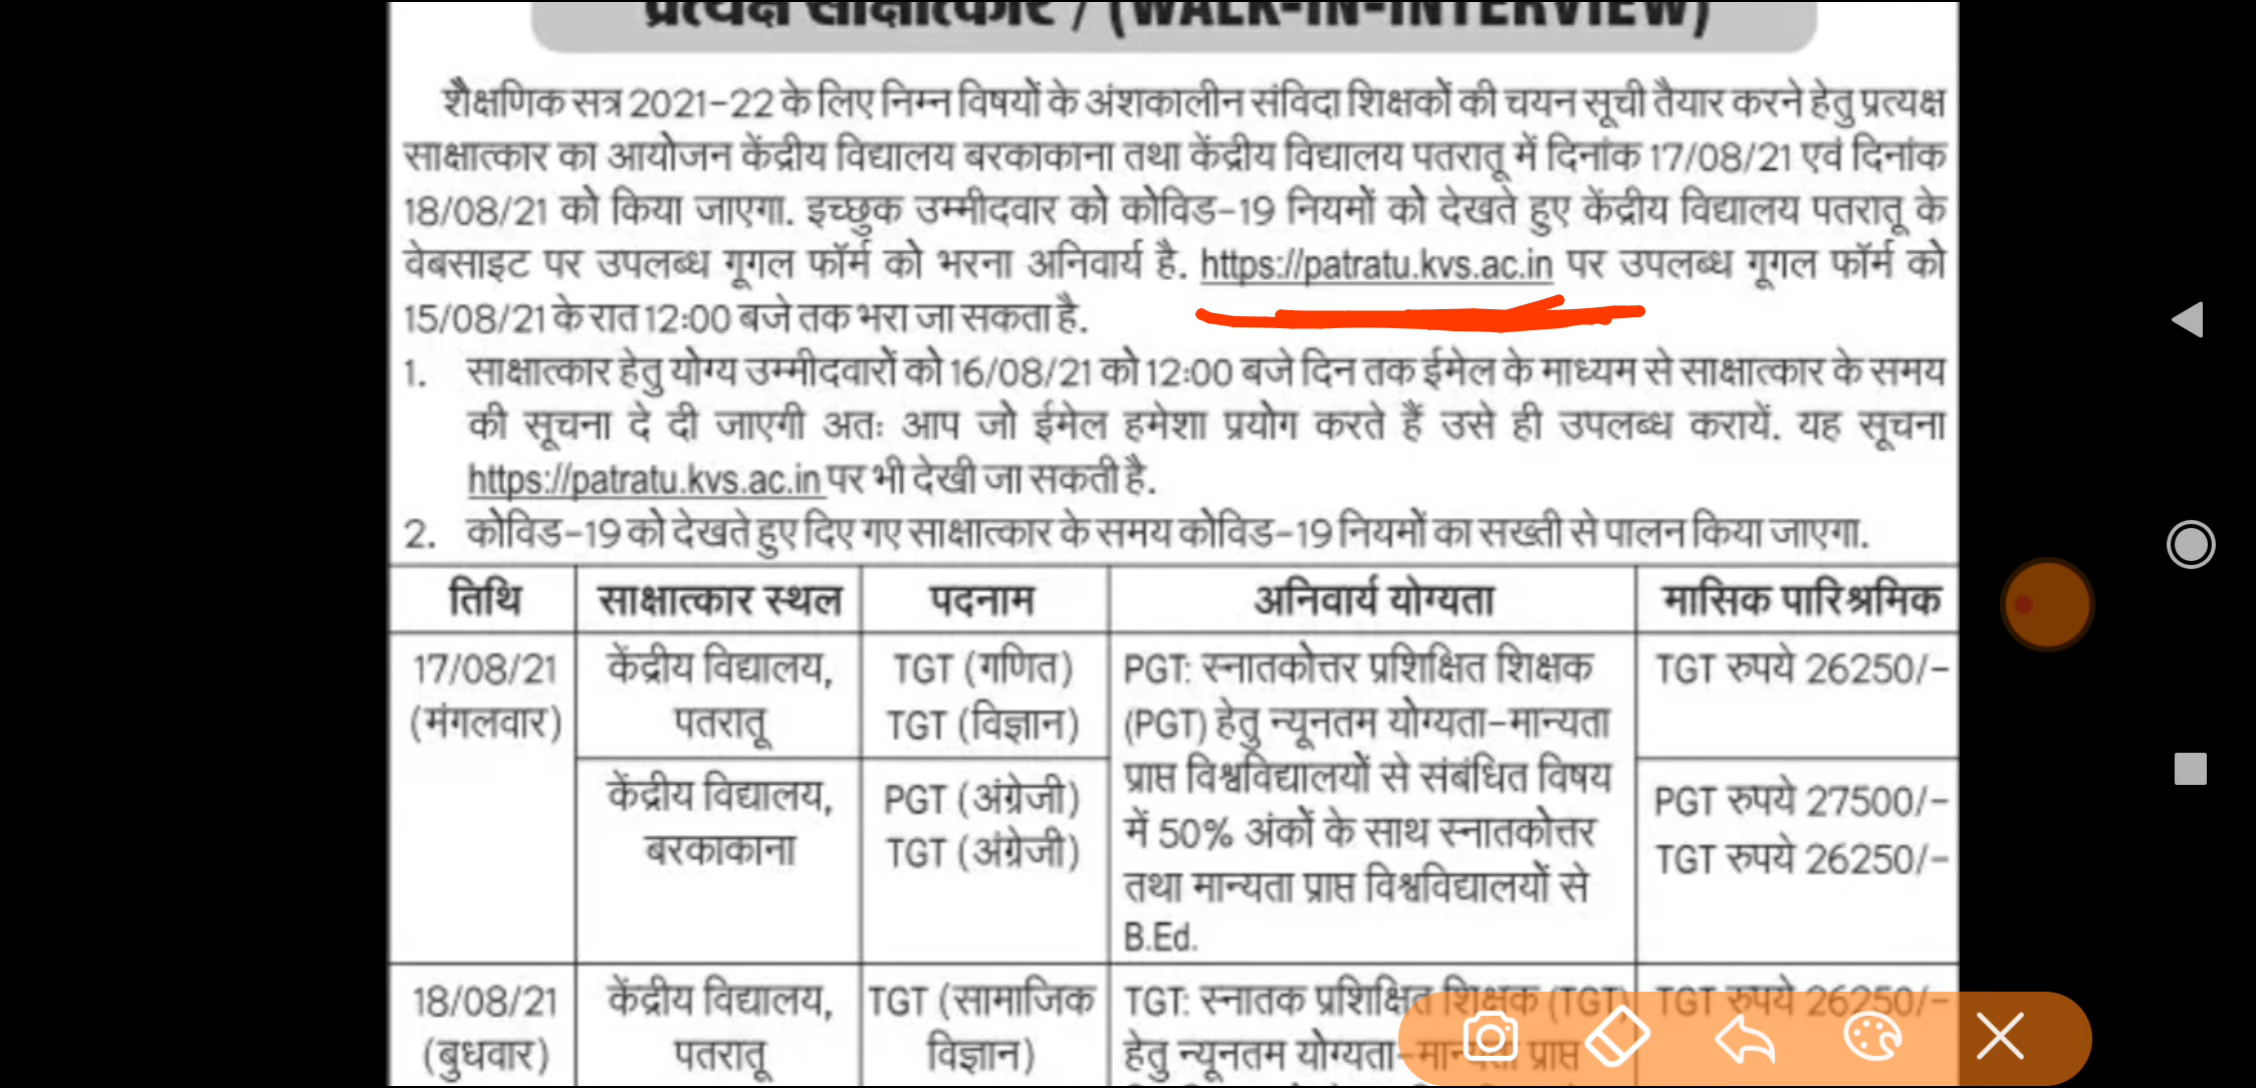 प्रत्यक्ष साक्षात्कार / (WALK-IN-INTERVIEW)
शैक्षणिक सत्र 2021-22 के लिए निम्न विषयों के अंशकालीन संविदा शिक्षकों की चयन सूची तैयार करने हेतु प्रत्यक्ष
साक्षात्कार का आयोजन केंद्रीय विद्यालय बरकाकाना तथा केंद्रीय विद्यालय पतरातू में दिनांक 17/08/21 एवं दिनांक
18/08/21 को किया जाएगा. इच्छुक उम्मीदवार को कोविड-19 नियमों को देखते हुए केंद्रीय विद्यालय पतरातू के
वेबसाइट पर उपलब्ध गूगल फॉर्म को भरना अनिवार्य है. https://patratu.kvs.ac.in पर उपलब्ध गूगल फॉर्म को
15/08/21 के रात 12:00 बजे तक भरा जा सकता है.
1. साक्षात्कार हेतु योग्य उम्मीदवारों को 16/08/21 को 12:00 बजे दिन तक ईमेल के माध्यम से साक्षात्कार के समय
की सूचना दे दी जाएगी अतः आप जो ईमेल हमेशा प्रयोग करते हैं उसे ही उपलब्ध करायें. यह सूचना
https://patratu.kvs.ac.in पर भी देखी जा सकती है.
2. कोविड-19 को देखते हुए दिए गए साक्षात्कार के समय कोविड-19 नियमों का सख्ती से पालन किया जाएगा.
तिथि साक्षात्कार स्थल पदनाम अनिवार्य योग्यता मासिक पारिश्रमिक
17/08/21 केंद्रीय विद्यालय, TGT (गणित) PGT: स्नातकोत्तर प्रशिक्षित शिक्षक TGT रुपये 26250/-
(मंगलवार) पतरातू TGT (विज्ञान) (PGT) हेतु न्यूनतम योग्यता-मान्यता
प्राप्त विश्वविद्यालयों से संबंधित विषय
केंद्रीय विद्यालय, PGT (अंग्रेजी) में 50% अंकों के साथ स्नातकोत्तर PGT रुपये 27500/-
बरकाकाना TGT (अंग्रेजी) तथा मान्यता प्राप्त विश्वविद्यालयों से TGT रुपये 26250/-
B.Ed.
18/08/21 केंद्रीय विद्यालय, TGT (सामाजिक TGT: स्नातक प्रशिक्षित शिक्षक (TGT) TGT रुपये 26250/-
(बुधवार) पतरातू विज्ञान) हेतु न्यूनतम योग्यता-मान्यता प्राप्त